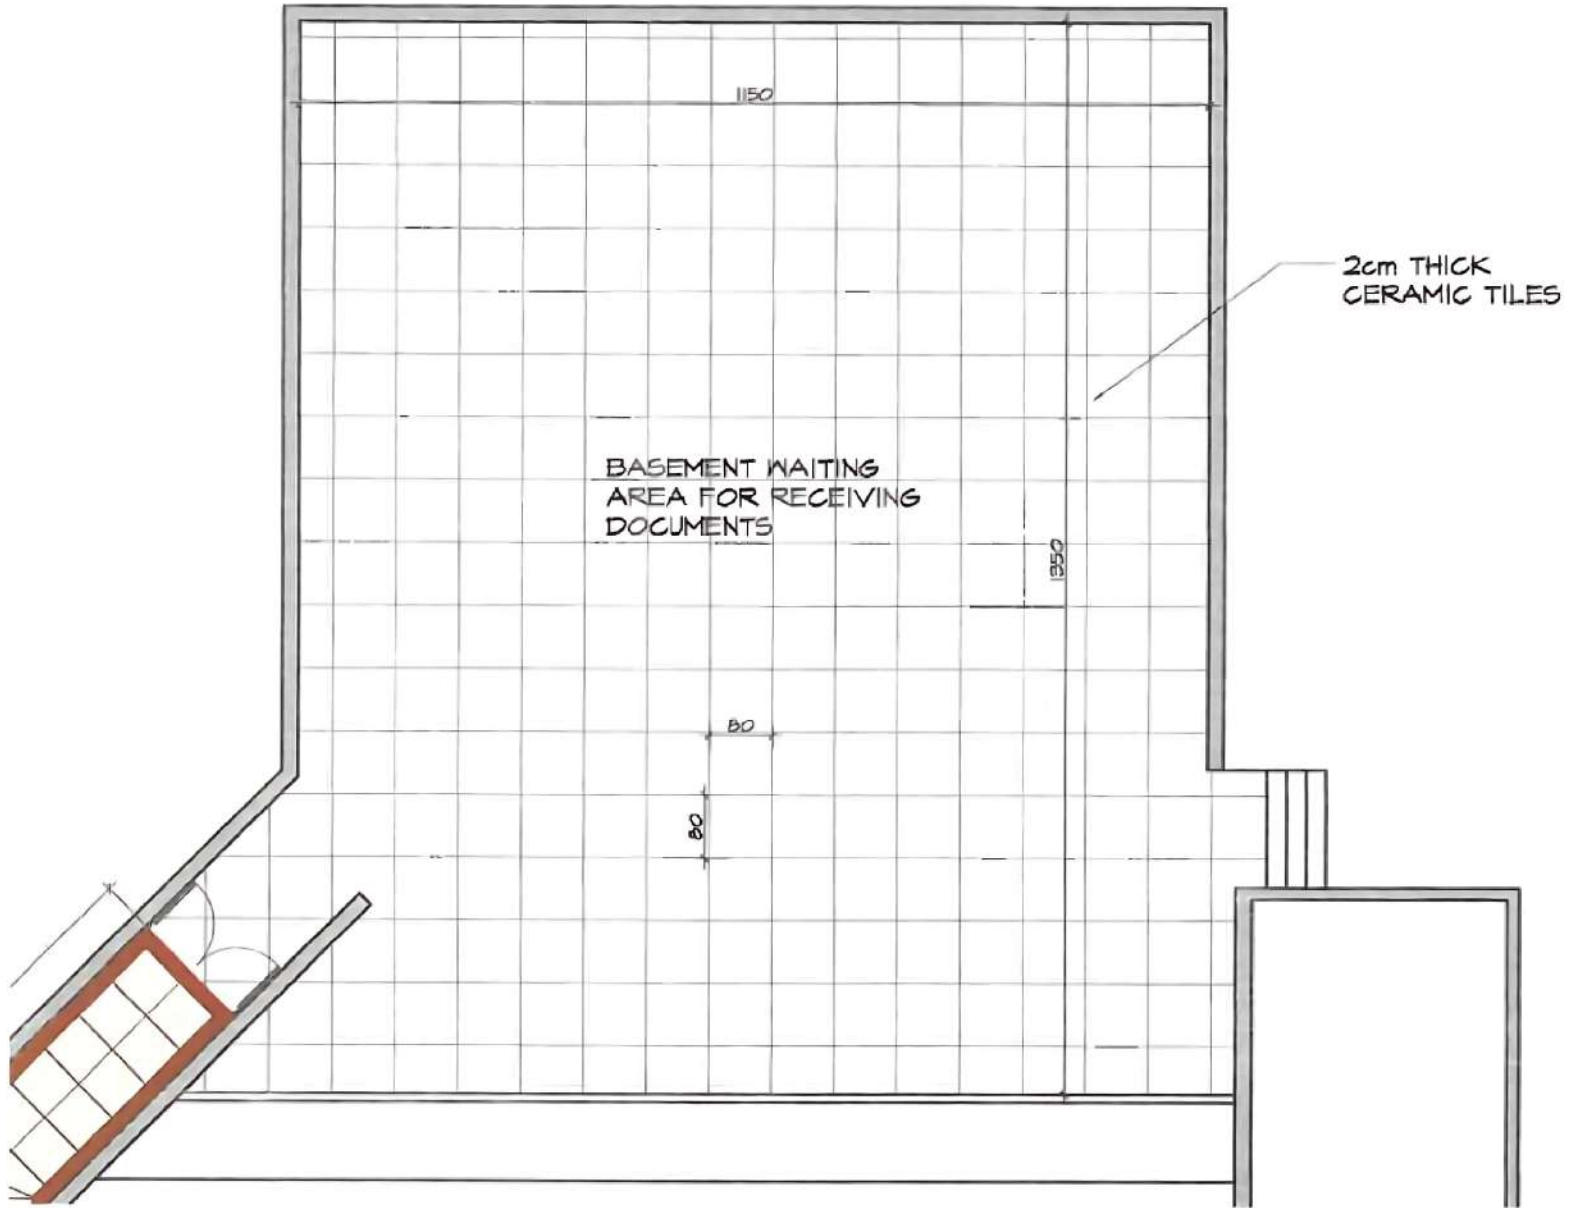 1150
2cm THICK
CERAMIC TILES
BASEMENT WAITING
AREA FOR RECEIVING
DOCUMENTS
1350
80
80